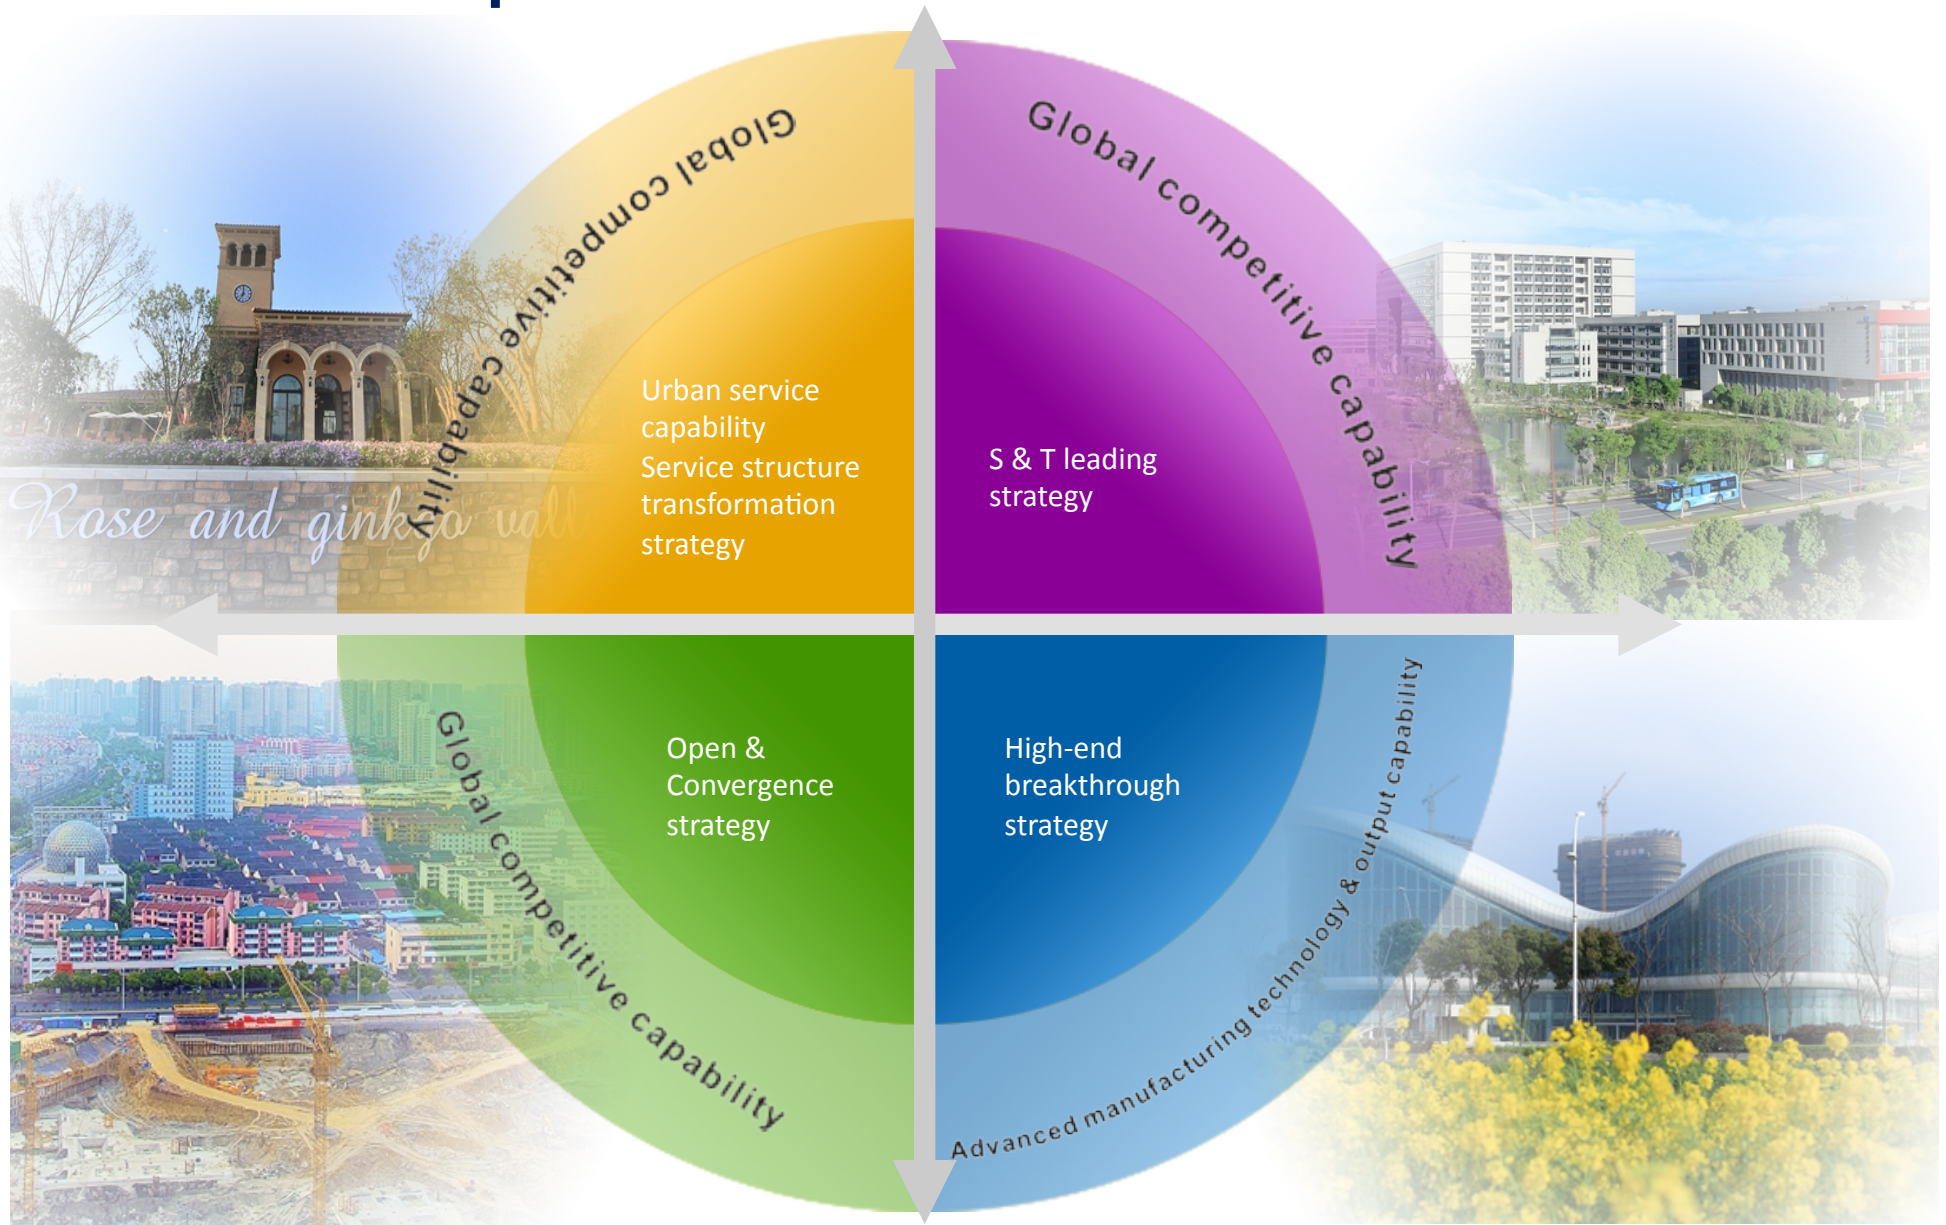 Global competitive capability
Urban service
capability
Service structure
transformation
strategy
Rose and ginkgo vall
Global competitive capability
S & T leading
strategy
Open &
Convergence
strategy
Global competitive capability
High-end
breakthrough
strategy
Advanced manufacturing technology & output capability